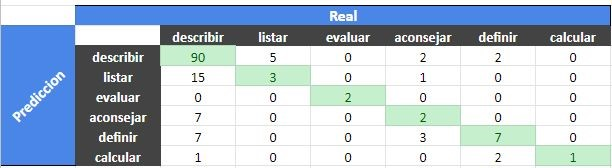 Real
describir listar evaluar aconsejar definir calcular
Prediccion
describir 90 5 0 2 2 0
listar 15 3 0 1 0 0
evaluar 0 0 2 0 0 0
aconsejar 7 0 0 2 0 0
definir 7 0 0 3 7 0
calcular 1 0 0 0 2 1